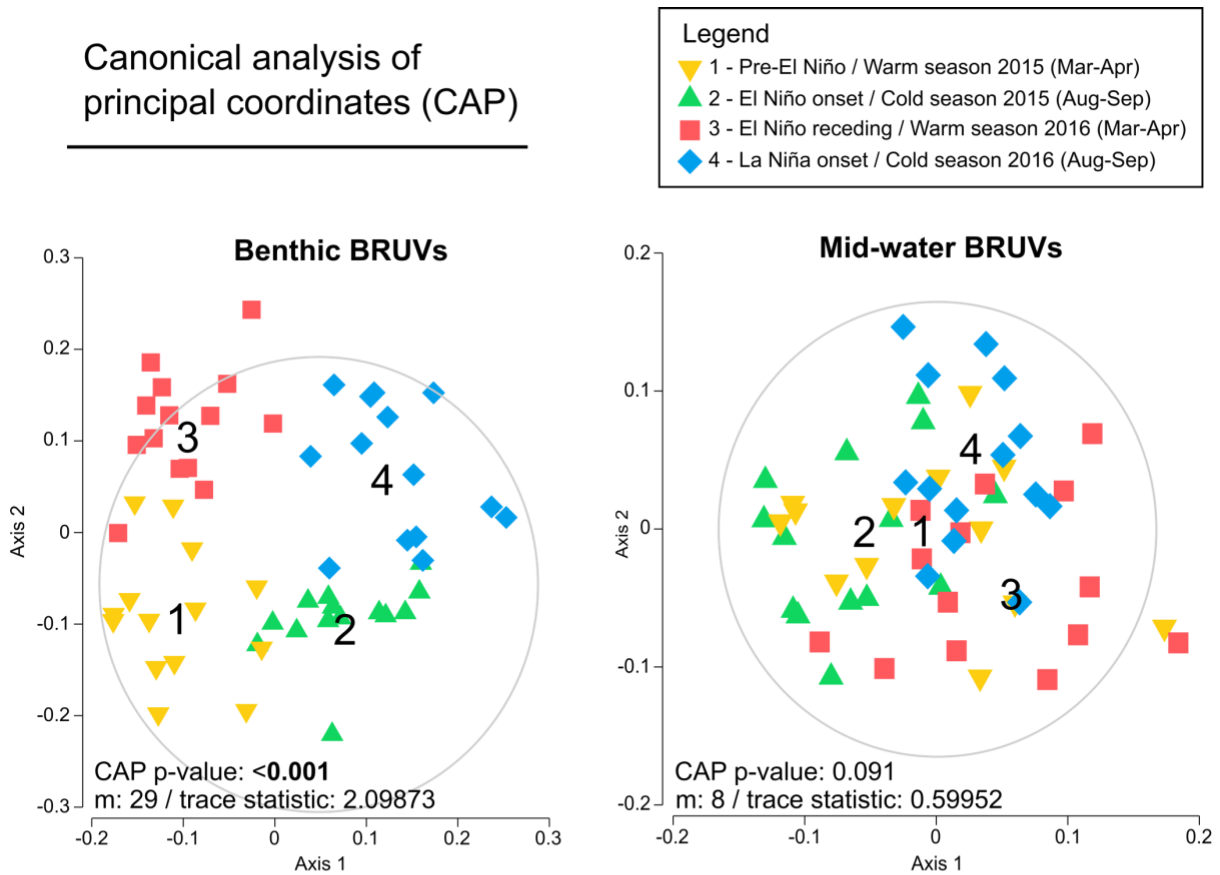 Canonical analysis of
principal coordinates (CAP)
Legend
1 - Pre-El Niño / Warm season 2015 (Mar-Apr)
2 - El Niño onset / Cold season 2015 (Aug-Sep)
3 - El Niño receding / Warm season 2016 (Mar-Apr)
4 - La Niña onset / Cold season 2016 (Aug-Sep)
Benthic BRUVs
0.3
0.2
0.1
0
-0.1
-0.2
-0.3
Axis 2
3
4
1
2
CAP p-value: <0.001
m: 29 / trace statistic: 2.09873
-0.2
-0.1
0
0.1
0.2
0.3
Axis 1
Mid-water BRUVs
0.2
0.1
0
-0.1
-0.2
Axis 2
4
2
1
3
CAP p-value: 0.091
m: 8 / trace statistic: 0.59952
-0.2
-0.1
0
0.1
0.2
Axis 1